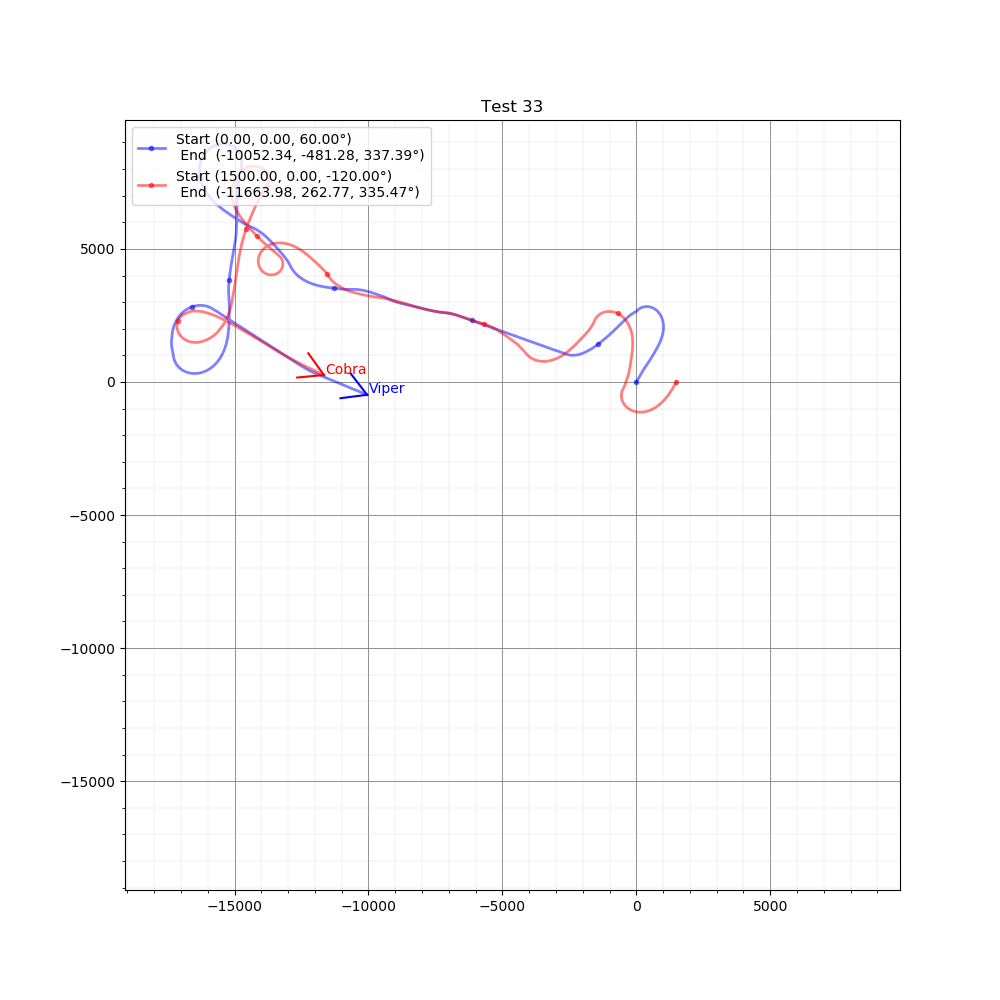 Test 33
Start (0.00, 0.00, 60.00°)
End  (-10052.34, -481.28, 337.39°)
Start (1500.00, 0.00, -120.00°)
End  (-11663.98, 262.77, 335.47°)
5000
0
−5000
−10000
−15000
Cobra
Viper
−15000
−10000
−5000
0
5000